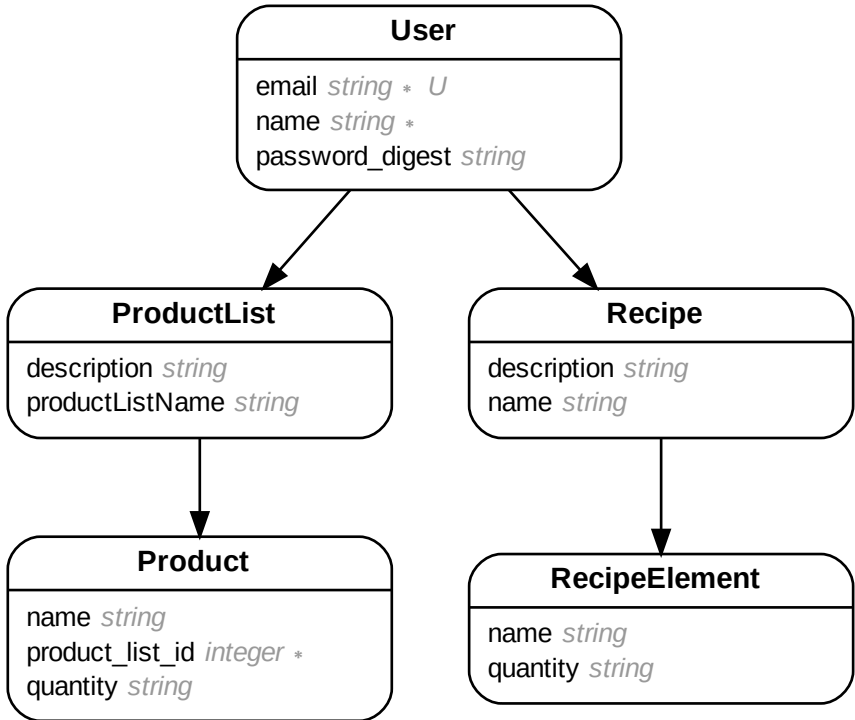 User
email string * U
name string *
password_digest string
ProductList
description string
productListName string
Recipe
description string
name string
Product
name string
product_list_id integer *
quantity string
RecipeElement
name string
quantity string